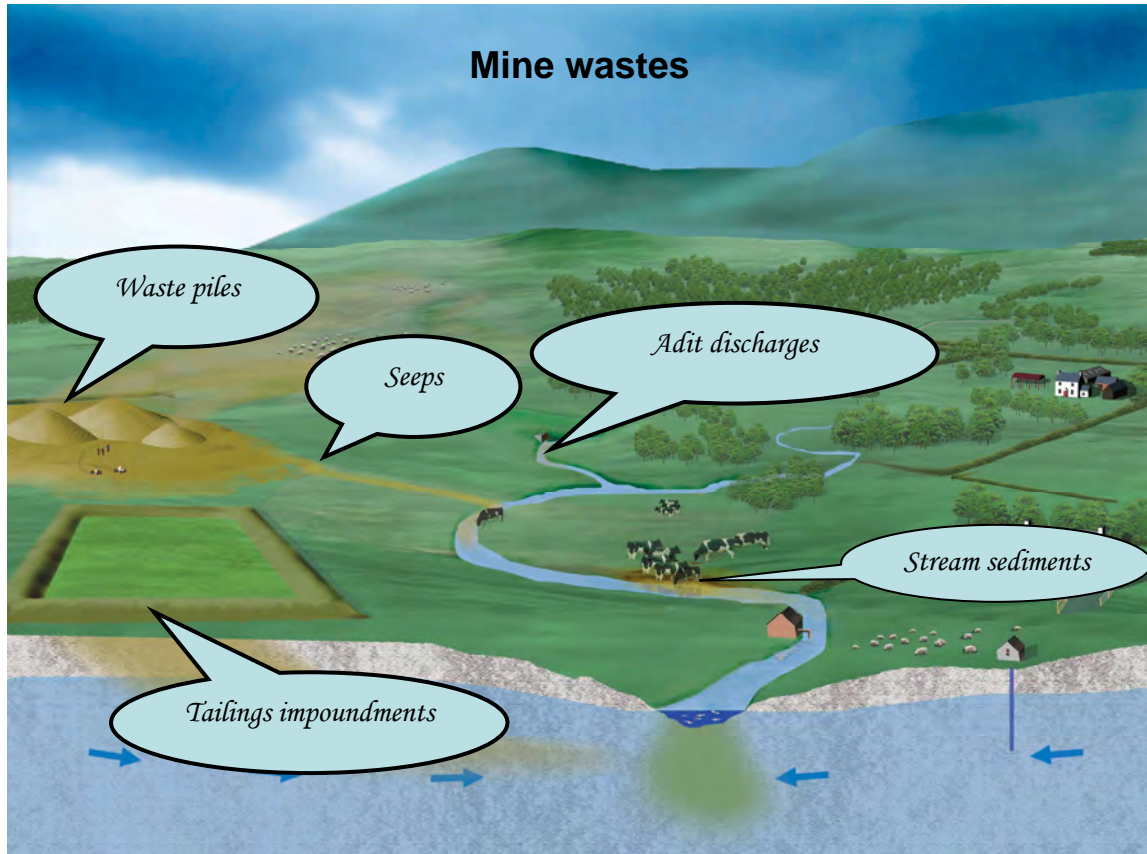 Mine wastes
Waste piles
Seeps
Adit discharges
Stream sediments
Tailings impoundments